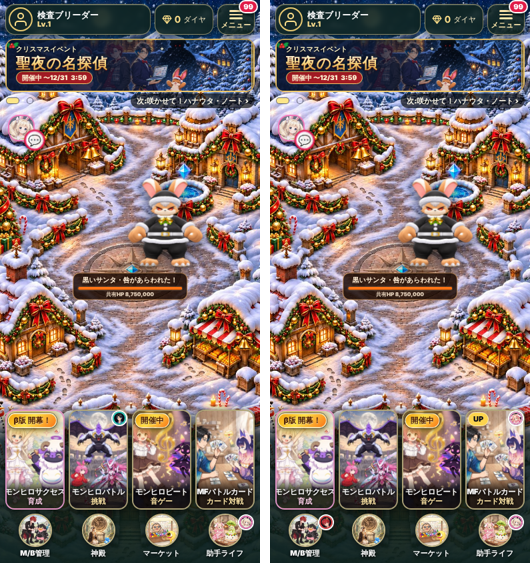 検査ブリーダー
Lv.1
0 ダイヤ
99
メニュー
クリスマスイベント
聖夜の名探偵
開催中 〜12/31 3:59
次:咲かせて！ハナウタ・ノート ›
黒いサンタ・咎があらわれた！
共有HP 8,750,000
β版 開幕！
開催中
モンヒロサクセス
育成
モンヒロバトル
挑戦
モンヒロビート
音ゲー
MFバトルカード
カード対戦
M/B管理
神殿
マーケット
助手ライフ
検査ブリーダー
Lv.1
0 ダイヤ
99
メニュー
クリスマスイベント
聖夜の名探偵
開催中 〜12/31 3:59
次:咲かせて！ハナウタ・ノート ›
黒いサンタ・咎があらわれた！
共有HP 8,750,000
β版 開幕！
開催中
UP
モンヒロサクセス
育成
モンヒロバトル
挑戦
モンヒロビート
音ゲー
MFバトルカード
カード対戦
M/B管理
神殿
マーケット
助手ライフ